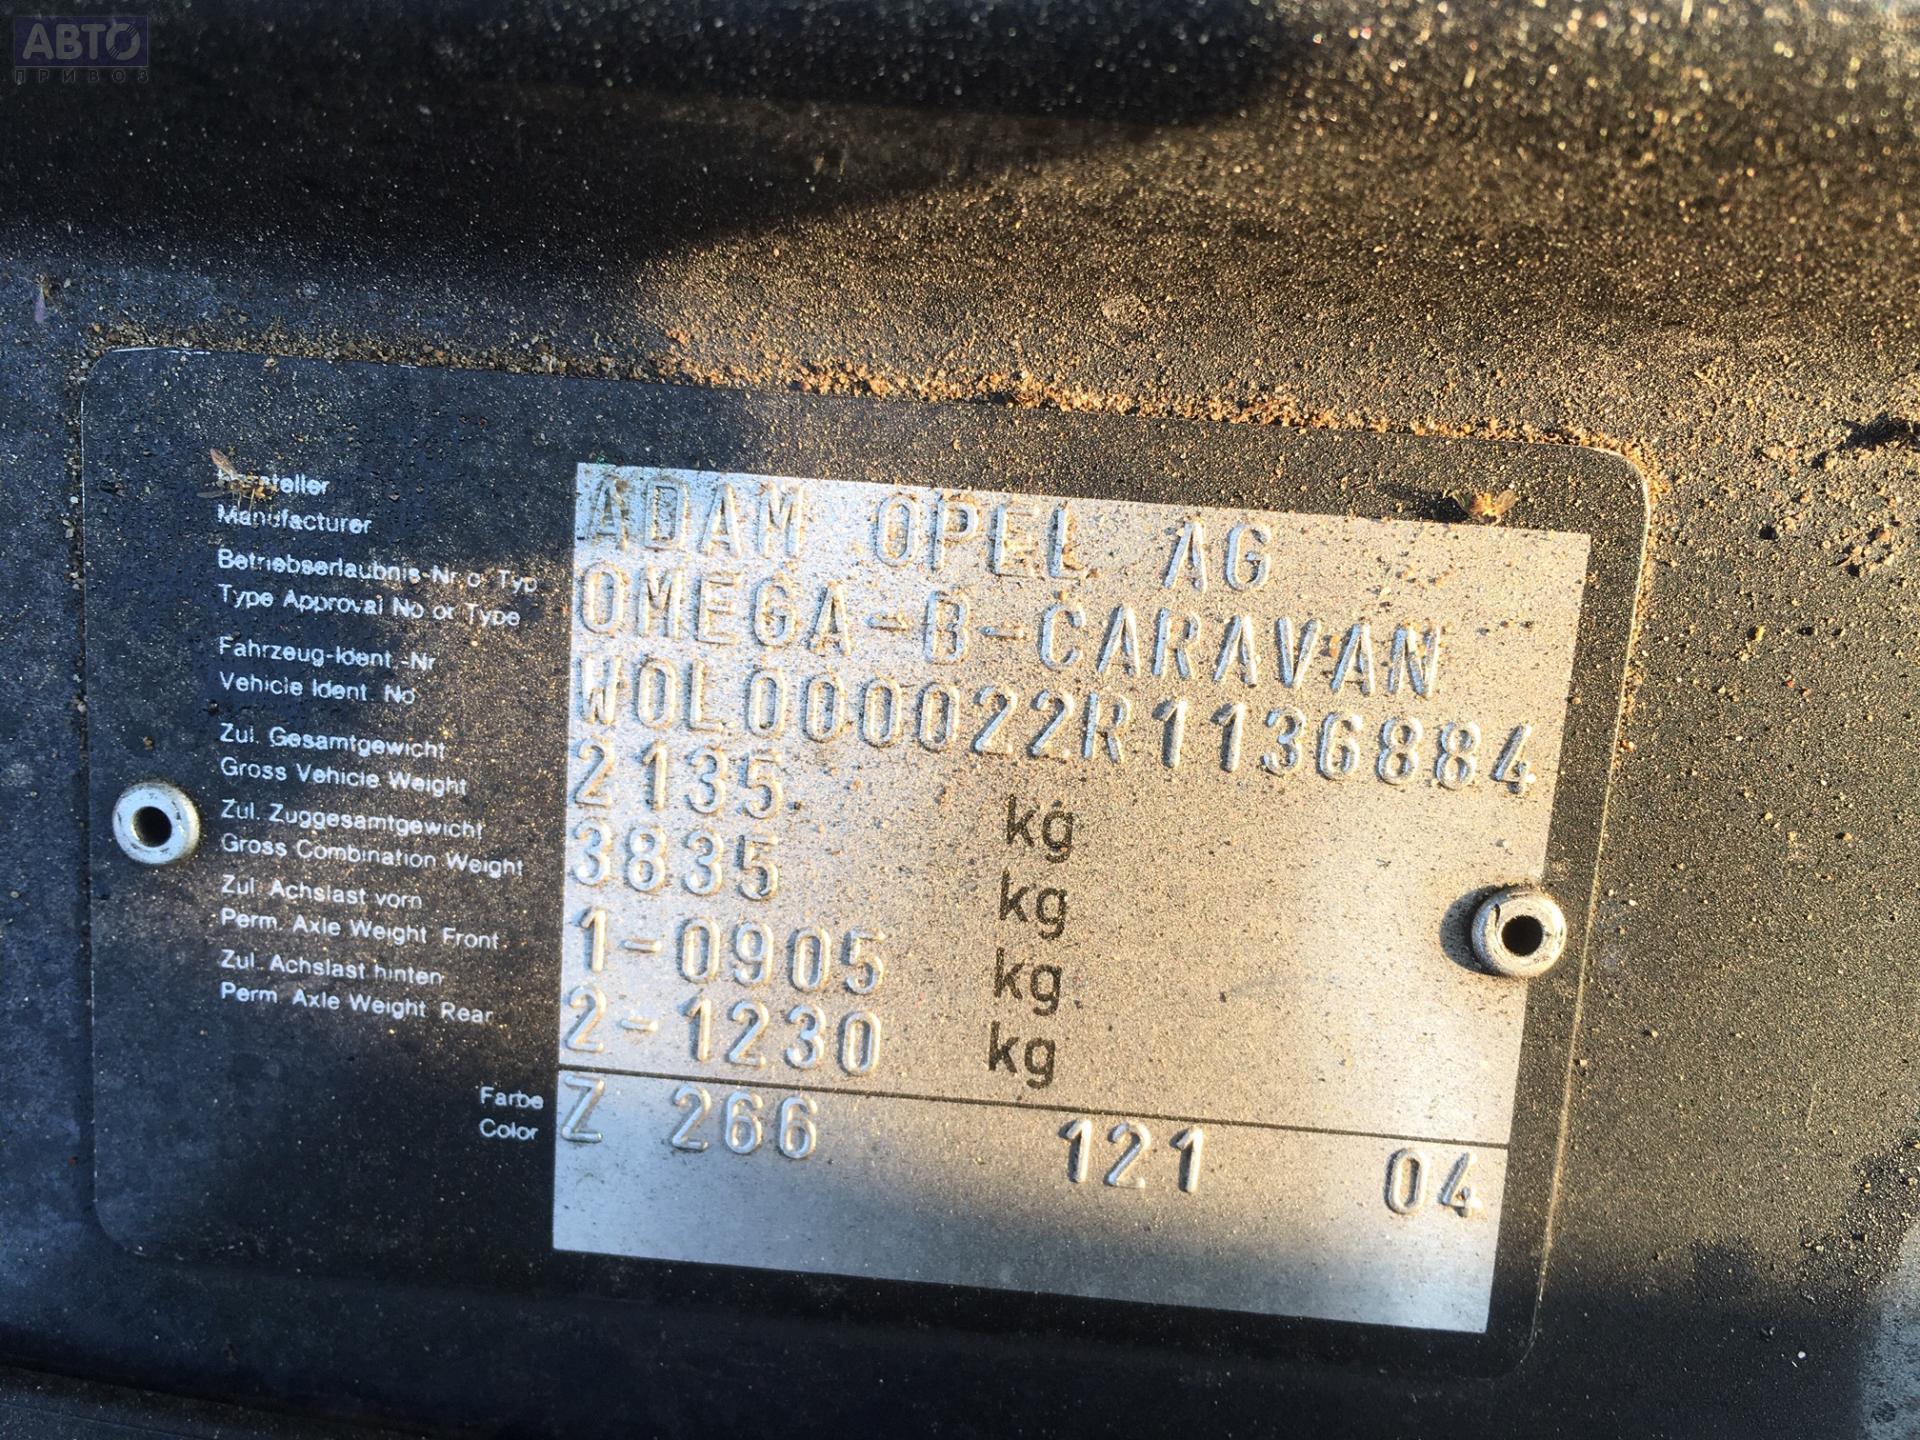 АВТО
ПРИВОЗ
Hersteller
Manufacturer
ADAM OPEL AG
Betriebserlaubnis-Nr o Typ
Type Approval No or Type
OMEGA-B-CARAVAN
Fahrzeug-Ident.-Nr
Vehicle Ident. No
W0L000022R1136884
Zul. Gesamtgewicht
Gross Vehicle Weight
2135 kg
Zul. Zuggesamtgewicht
Gross Combination Weight
3835 kg
Zul. Achslast vorn
Perm. Axle Weight Front
1-0905 kg
Zul. Achslast hinten
Perm. Axle Weight Rear
2-1230 kg
Farbe
Color
Z 266 121 04